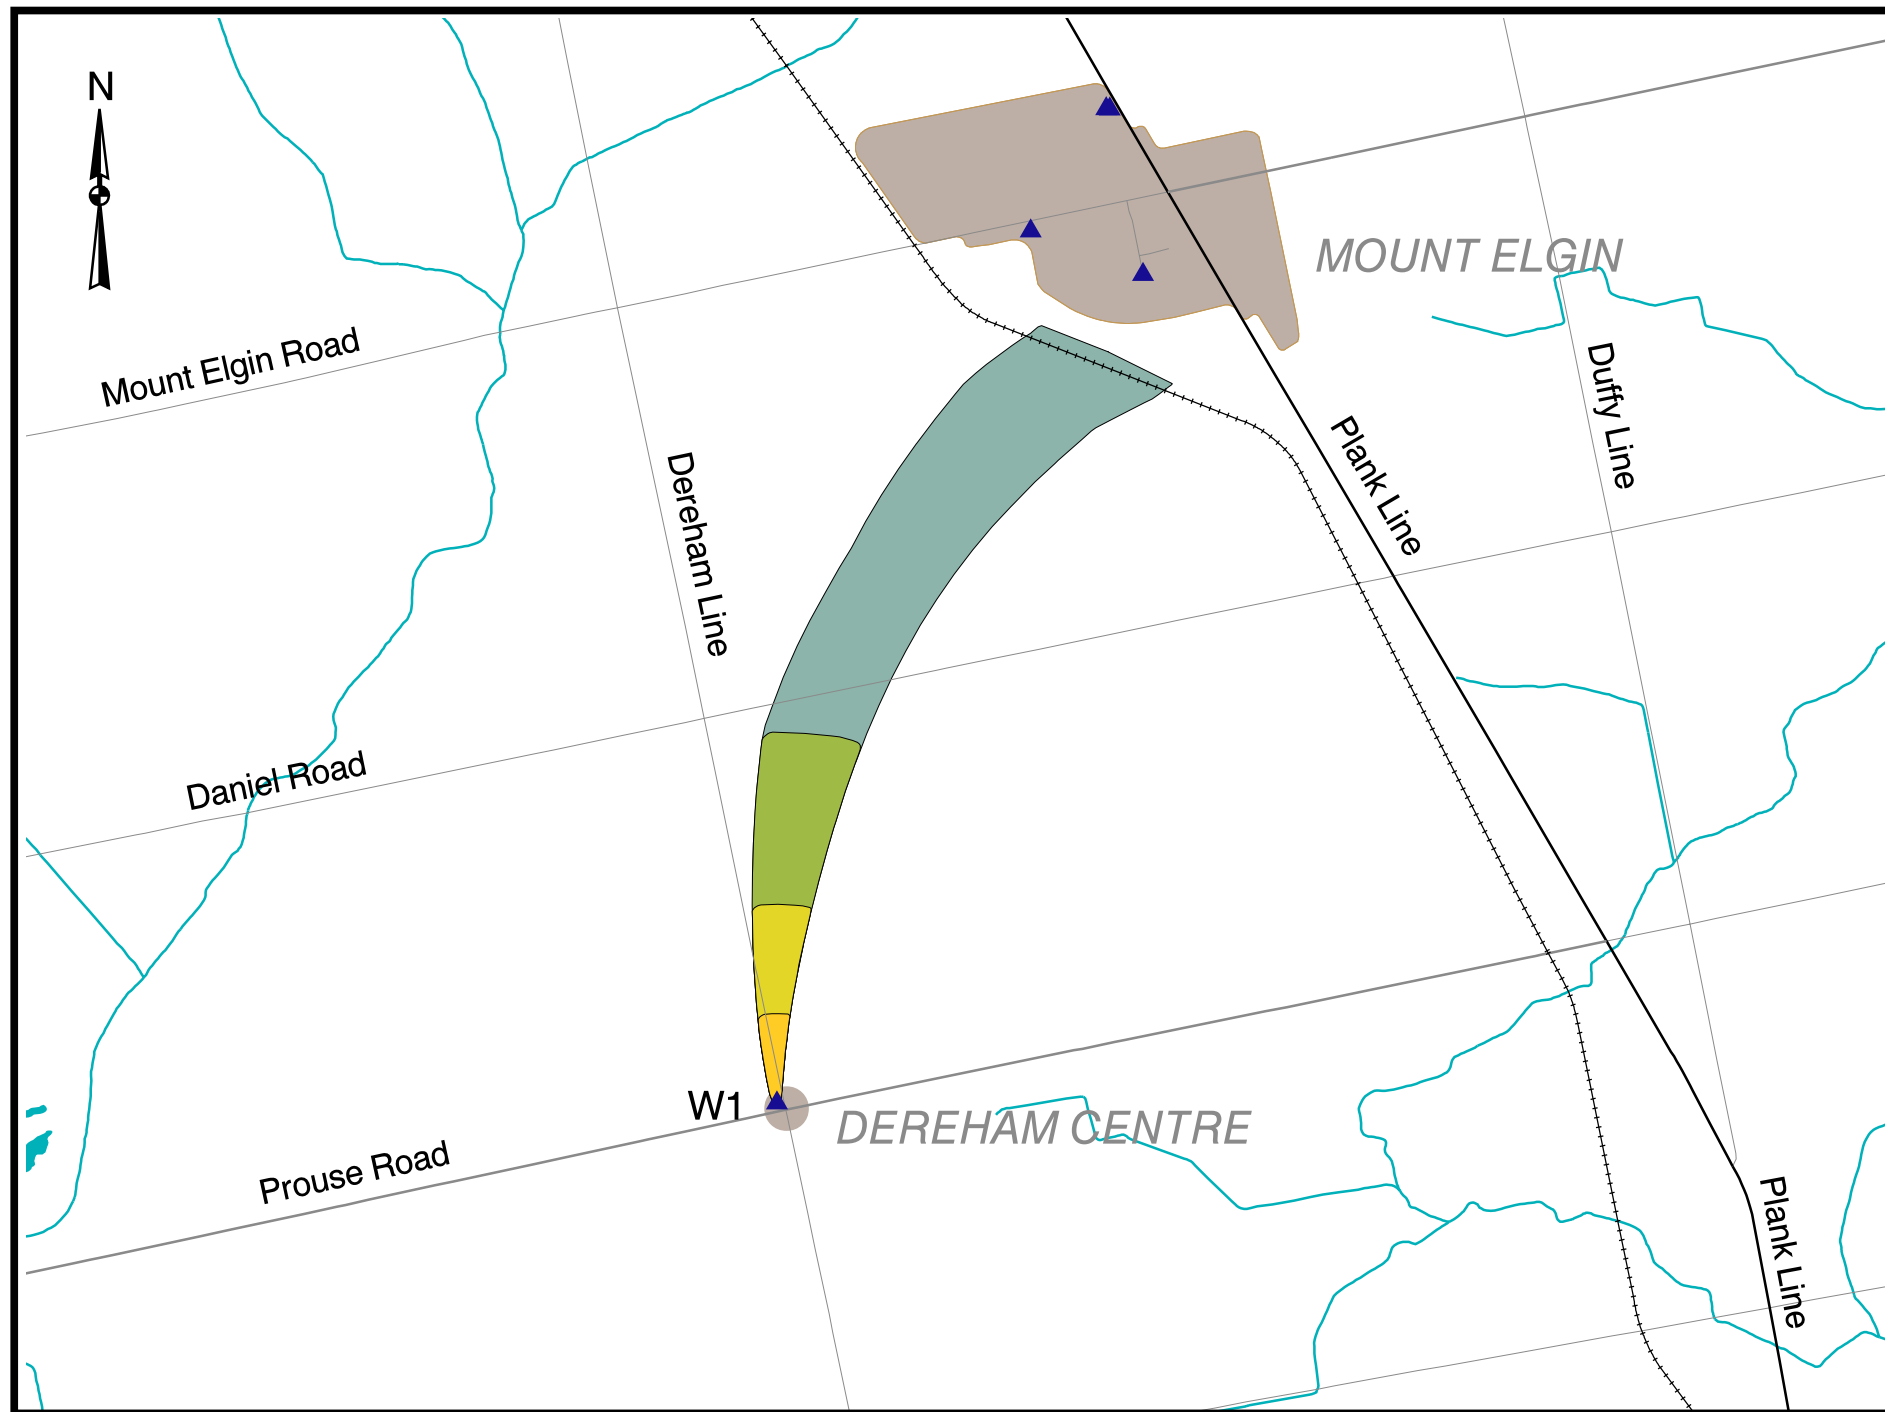 N
MOUNT ELGIN
Mount Elgin Road
Duffy Line
Plank Line
Dereham Line
Daniel Road
W1
DEREHAM CENTRE
Prouse Road
Plank Line